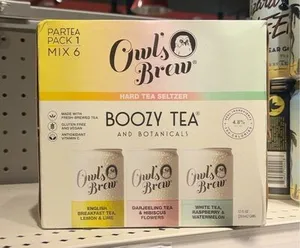 PARTEA
PACK 1
MIX 6
Owl's
Brew
HARD TEA SELTZER
MADE WITH
FRESH BREWED TEA
GLUTEN FREE
AND VEGAN
ANTIOXIDANT
VITAMIN C
BOOZY TEA
AND BOTANICALS
4.8%
Owl's
Brew
ENGLISH
BREAKFAST TEA,
LEMON & LIME
Owl's
Brew
DARJEELING TEA
& HIBISCUS
FLOWERS
Owl's
Brew
WHITE TEA,
RASPBERRY &
WATERMELON